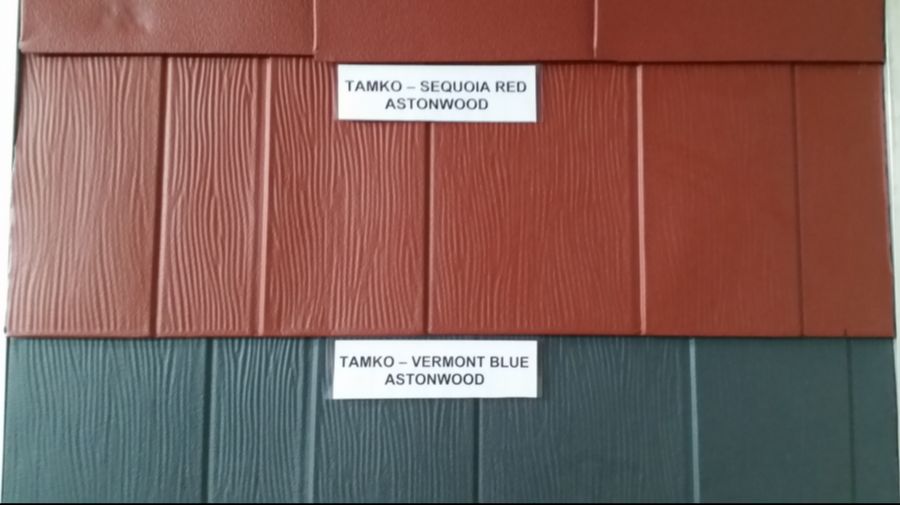 TAMKO – SEQUOIA RED
ASTONWOOD
TAMKO – VERMONT BLUE
ASTONWOOD